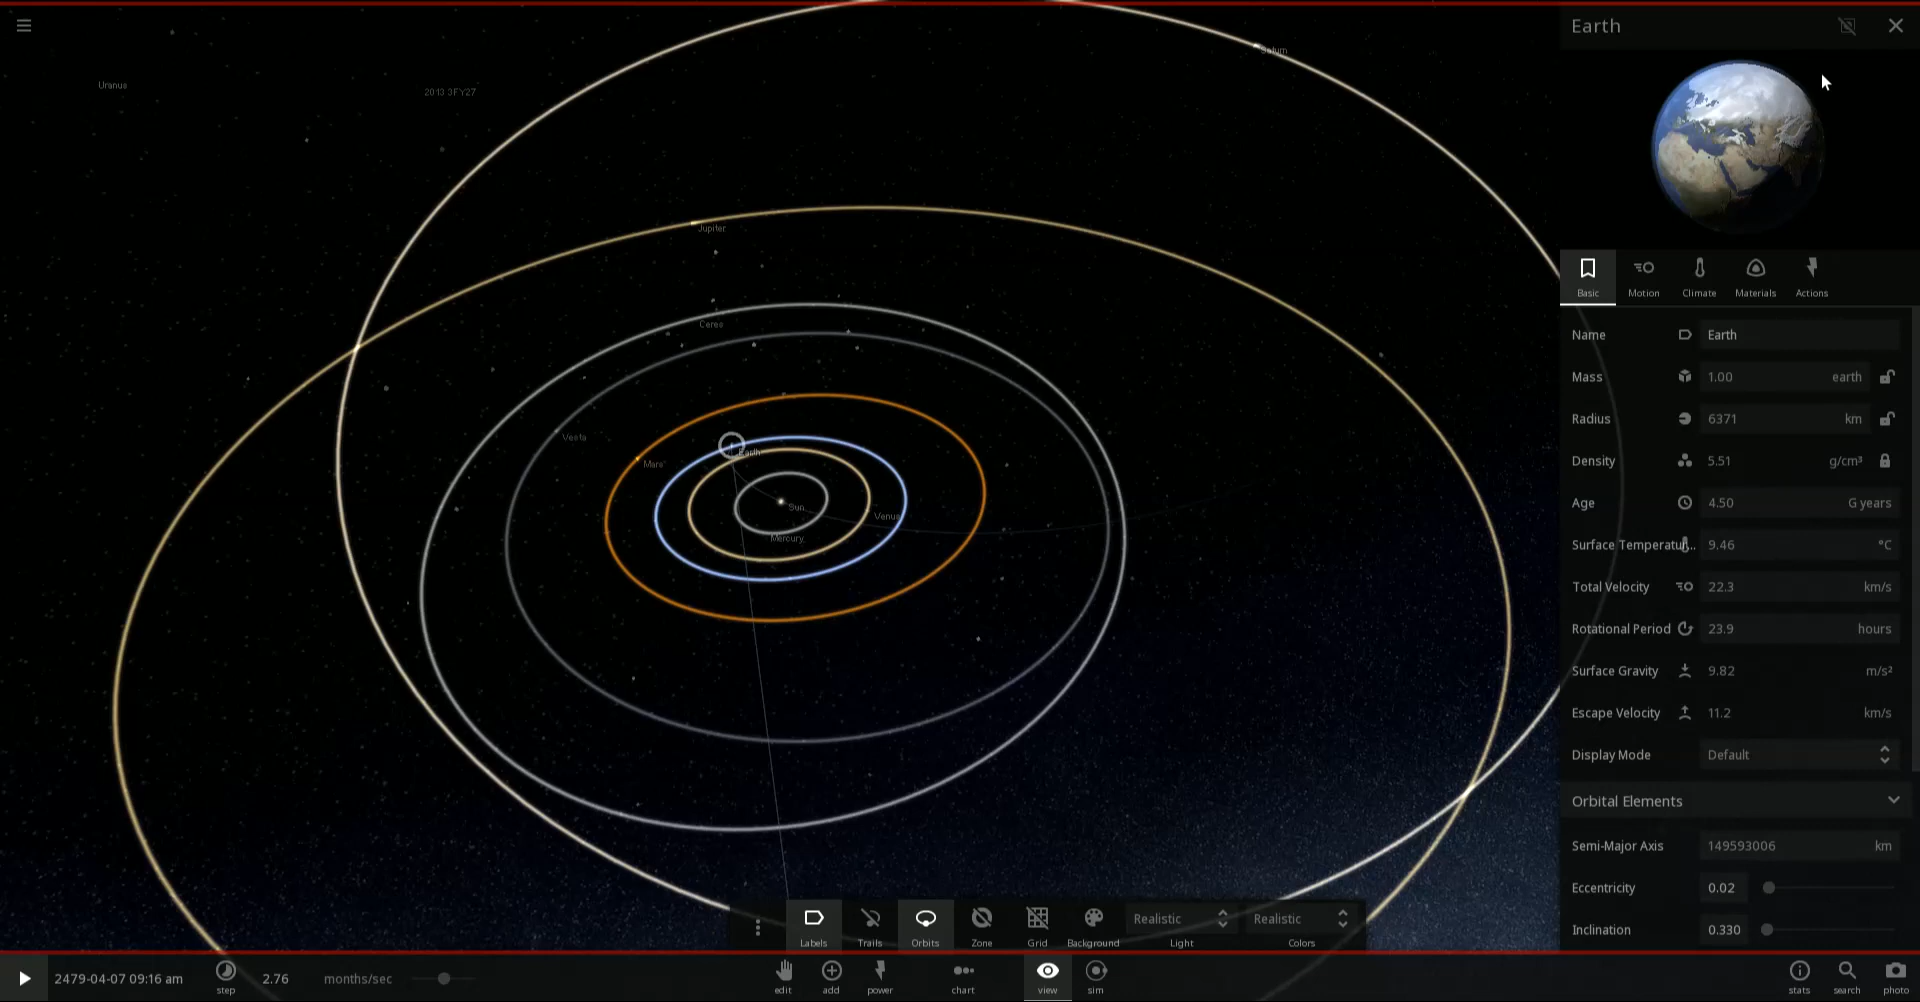 Earth
Saturn
Uranus
2013 3FY27
Jupiter
Basic
Motion
Climate
Materials
Actions
Ceres
Name Earth
Mass 1.00 earth
Radius 6371 km
Vesta
Earth
Mars
Density 5.51 g/cm³
Age 4.50 G years
Sun
Venus
Mercury
Surface Temperatur... 9.46 °C
Total Velocity 22.3 km/s
Rotational Period 23.9 hours
Surface Gravity 9.82 m/s²
Escape Velocity 11.2 km/s
Display Mode Default
Orbital Elements
Semi-Major Axis 149593006 km
Eccentricity 0.02
Inclination 0.330
Realistic
Realistic
Labels
Trails
Orbits
Zone
Grid
Background
Light
Colors
2479-04-07 09:16 am
step
2.76 months/sec
edit
add
power
chart
view
sim
stats
search
photo